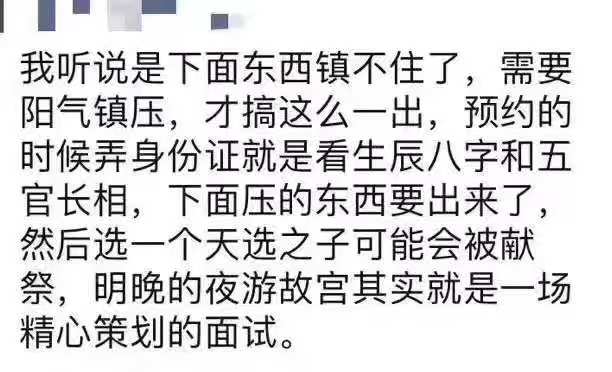 我听说是下面东西镇不住了，需要
阳气镇压，才搞这么一出，预约的
时候弄身份证就是看生辰八字和五
官长相，下面压的东西要出来了，
然后选一个天选之子可能会被献
祭，明晚的夜游故宫其实就是一场
精心策划的面试。